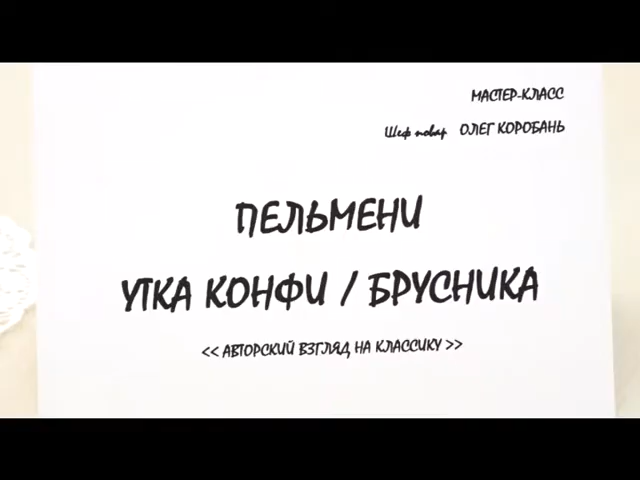 МАСТЕР-КЛАСС
Шеф повар ОЛЕГ КОРОБАНЬ
ПЕЛЬМЕНИ
УТКА КОНФИ / БРУСНИКА
<< АВТОРСКИЙ ВЗГЛЯД НА КЛАССИКУ >>